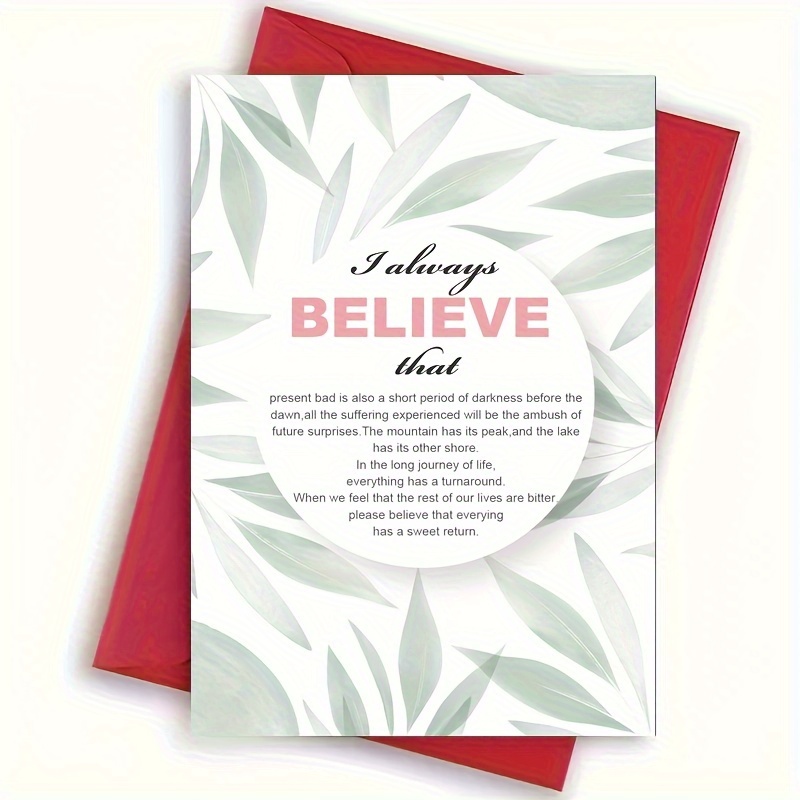 I always
BELIEVE
that
present bad is also a short period of darkness before the
dawn,all the suffering experienced will be the ambush of
future surprises.The mountain has its peak,and the lake
has its other shore.
In the long journey of life,
everything has a turnaround.
When we feel that the rest of our lives are bitter.
please believe that everying
has a sweet return.